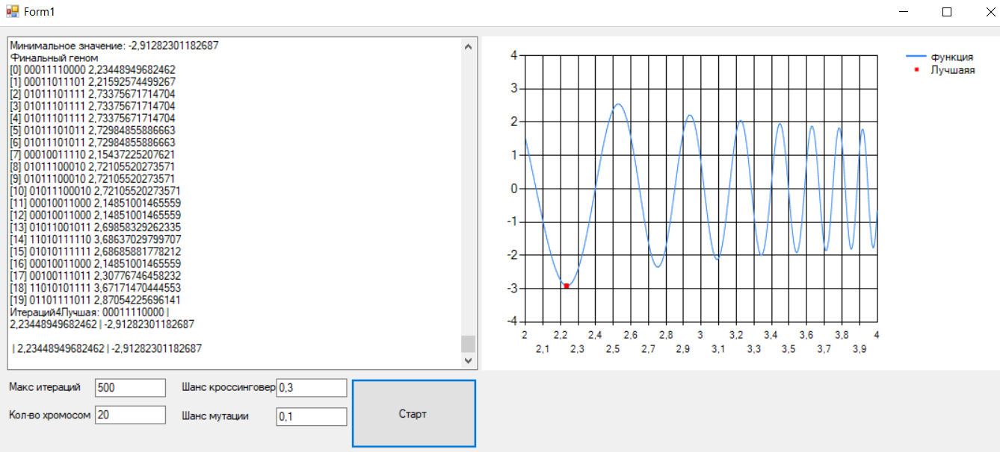 Form1
Минимальное значение: -2,91282301182687
Финальный геном
[0] 00011110000 2,23448949682462
[1] 00011011101 2,21592574499267
[2] 01011101111 2,73375671714704
[3] 01011101111 2,73375671714704
[4] 01011101111 2,73375671714704
[5] 01011101011 2,72984855886663
[6] 01011101011 2,72984855886663
[7] 00010011110 2,15437225207621
[8] 01011100010 2,72105520273571
[9] 01011100010 2,72105520273571
[10] 01011100010 2,72105520273571
[11] 00010011000 2,14851001465559
[12] 00010011000 2,14851001465559
[13] 01011001011 2,69858329262335
[14] 11010111110 3,68637029799707
[15] 01010111111 2,68685881778212
[16] 00010011000 2,14851001465559
[17] 00100111011 2,30776746458232
[18] 11010101111 3,67171470444553
[19] 01101111011 2,87054225696141
Итераций4Лучшая: 00011110000 |
2,23448949682462 | -2,91282301182687
| 2,23448949682462 | -2,91282301182687
4
3
2
1
0
-1
-2
-3
-4
2 2,2 2,4 2,6 2,8 3 3,2 3,4 3,6 3,8 4
2,1 2,3 2,5 2,7 2,9 3,1 3,3 3,5 3,7 3,9
функция
Лучшаяя
Макс итераций 500 Шанс кроссинговер 0,3
Кол-во хромосом 20 Шанс мутации 0,1
Старт